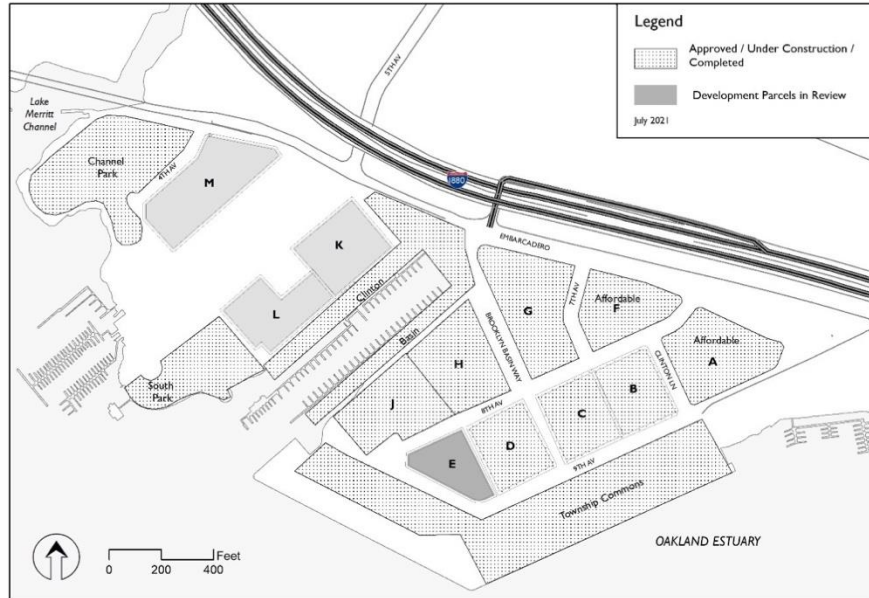 Legend
Approved / Under Construction /
Completed
Development Parcels in Review
July 2021
5TH AV
Lake
Merritt
Channel
Channel
Park
4TH AV
M
I880
K
EMBARCADERO
Clinton
L
G
7TH AV
Affordable
F
Basin
BROOKLYN BASIN WAY
Affordable
A
H
CLINTON LN
South
Park
J
B
8TH AV
C
D
E
9TH AV
Township Commons
OAKLAND ESTUARY
Feet
0 200 400